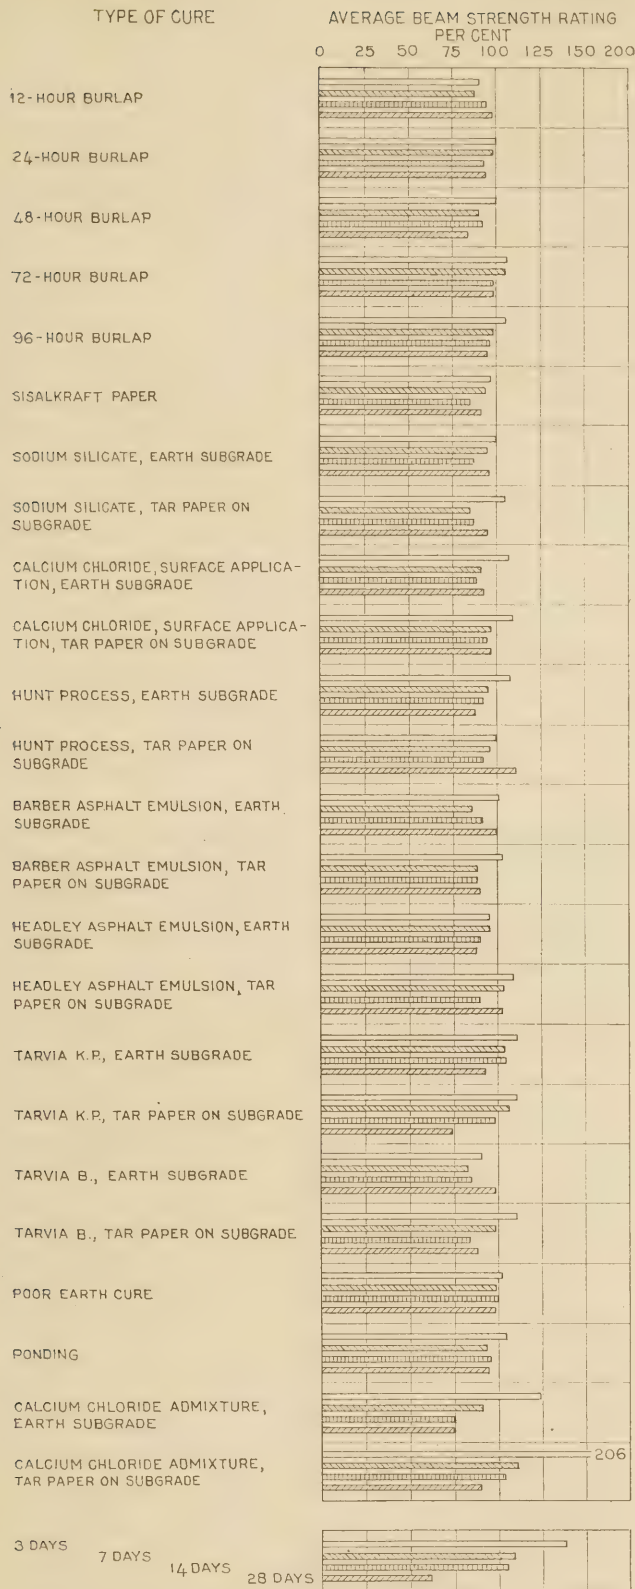 TYPE OF CURE
AVERAGE BEAM STRENGTH RATING
PER CENT
0 25 50 75 100 125 150 200
12-HOUR BURLAP
24-HOUR BURLAP
48-HOUR BURLAP
72-HOUR BURLAP
96-HOUR BURLAP
SISALKRAFT PAPER
SODIUM SILICATE, EARTH SUBGRADE
SODIUM SILICATE, TAR PAPER ON
SUBGRADE
CALCIUM CHLORIDE, SURFACE APPLICA-
TION, EARTH SUBGRADE
CALCIUM CHLORIDE, SURFACE APPLICA-
TION, TAR PAPER ON SUBGRADE
HUNT PROCESS, EARTH SUBGRADE
HUNT PROCESS, TAR PAPER ON
SUBGRADE
BARBER ASPHALT EMULSION, EARTH
SUBGRADE
BARBER ASPHALT EMULSION, TAR
PAPER ON SUBGRADE
HEADLEY ASPHALT EMULSION, EARTH
SUBGRADE
HEADLEY ASPHALT EMULSION, TAR
PAPER ON SUBGRADE
TARVIA K.P., EARTH SUBGRADE
TARVIA K.P., TAR PAPER ON SUBGRADE
TARVIA B., EARTH SUBGRADE
TARVIA B., TAR PAPER ON SUBGRADE
POOR EARTH CURE
PONDING
CALCIUM CHLORIDE ADMIXTURE,
EARTH SUBGRADE
206
CALCIUM CHLORIDE ADMIXTURE,
TAR PAPER ON SUBGRADE
3 DAYS
7 DAYS
14 DAYS
28 DAYS